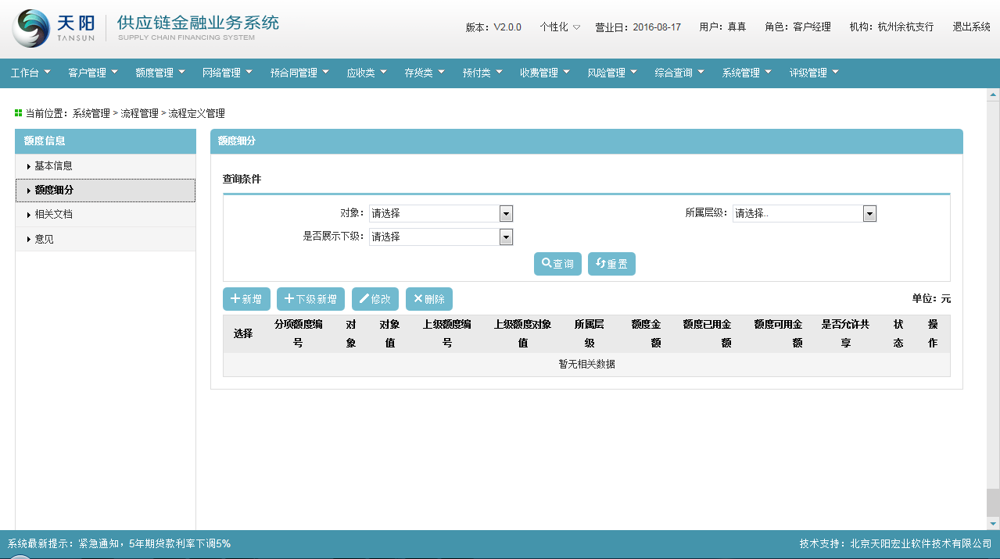 天阳
TANSUN
供应链金融业务系统
SUPPLY CHAIN FINANCING SYSTEM
版本：V2.0.0 个性化 营业日：2016-08-17 用户：真真 角色：客户经理 机构：杭州余杭支行 退出系统
工作台 客户管理 额度管理 网络管理 预合同管理 应收类 存货类 预付类 收费管理 风险管理 综合查询 系统管理 评级管理
当前位置：系统管理 > 流程管理 > 流程定义管理
额度信息
基本信息
额度细分
相关文档
意见
额度细分
查询条件
对象：请选择 所属层级：请选择..
是否展示下级：请选择
查询 重置
新增 下级新增 修改 删除 单位：元
选择 分项额度编号 对象 对象值 上级额度编号 上级额度对象值 所属层级 额度金额 额度已用金额 额度可用金额 是否允许共享 状态 操作
暂无相关数据
系统最新提示：紧急通知，5年期贷款利率下调5% 技术支持：北京天阳宏业软件技术有限公司